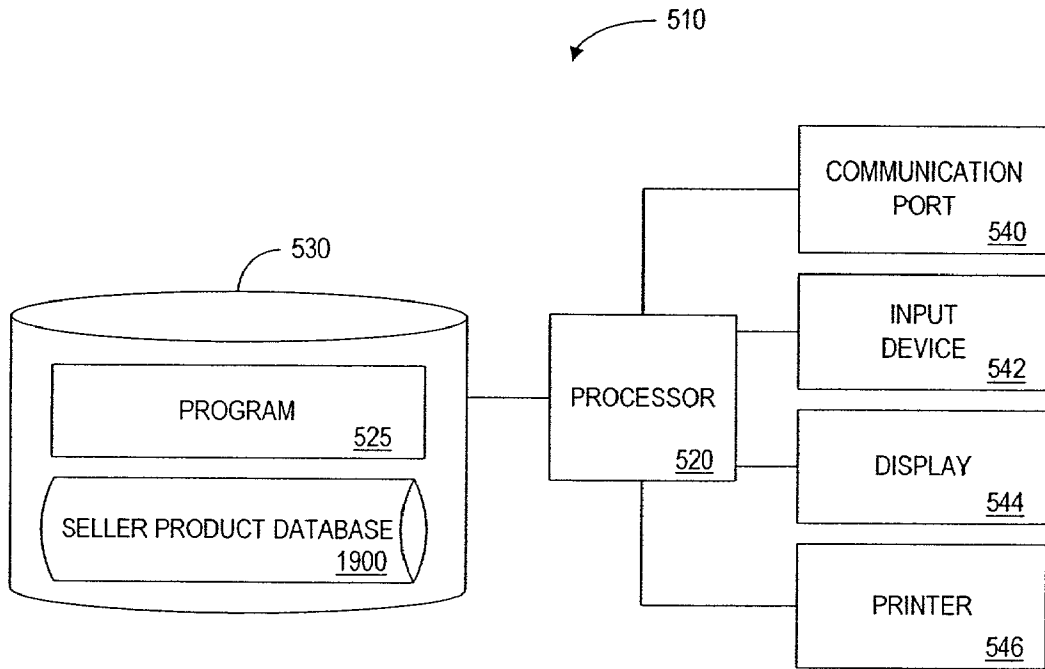 510
COMMUNICATION
PORT
540
530
INPUT
DEVICE
542
PROGRAM
525
PROCESSOR
520
DISPLAY
544
SELLER PRODUCT DATABASE
1900
PRINTER
546